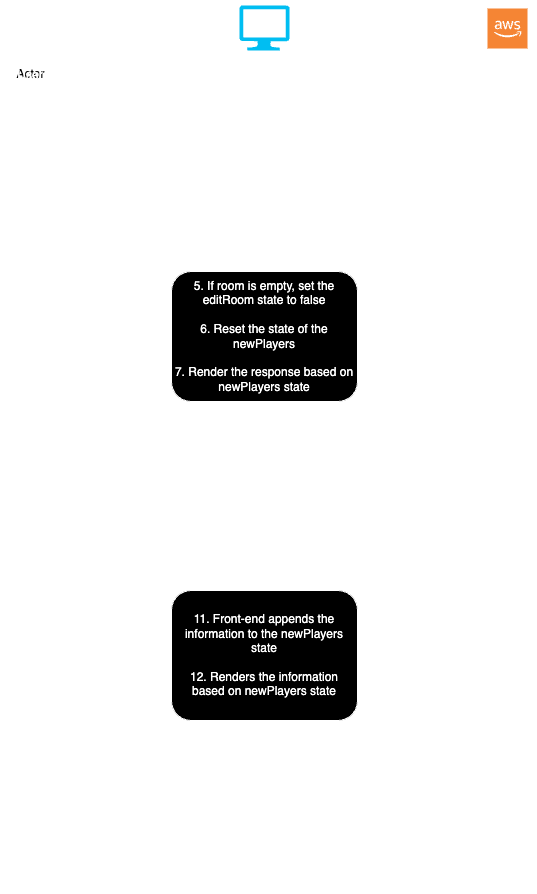 aws
Actor
5. If room is empty, set the
editRoom state to false
6. Reset the state of the
newPlayers
7. Render the response based on
newPlayers state
11. Front-end appends the
information to the newPlayers
state
12. Renders the information
based on newPlayers state